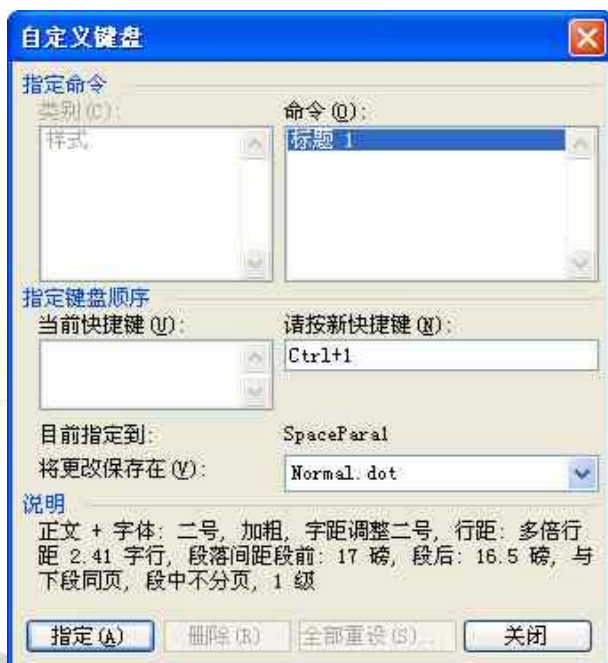 自定义键盘
指定命令
类别(C):
命令(O):
样式
标题 1
指定键盘顺序
当前快捷键(U):
请按新快捷键(N):
Ctrl+1
目前指定到:
SpacePara1
将更改保存在(V):
Normal.dot
说明
正文 + 字体: 二号, 加粗, 字距调整二号, 行距: 多倍行
距 2.41 字行, 段落间距段前: 17 磅, 段后: 16.5 磅, 与
下段同页, 段中不分页, 1 级
指定(A)
删除(R)
全部重设(S)...
关闭